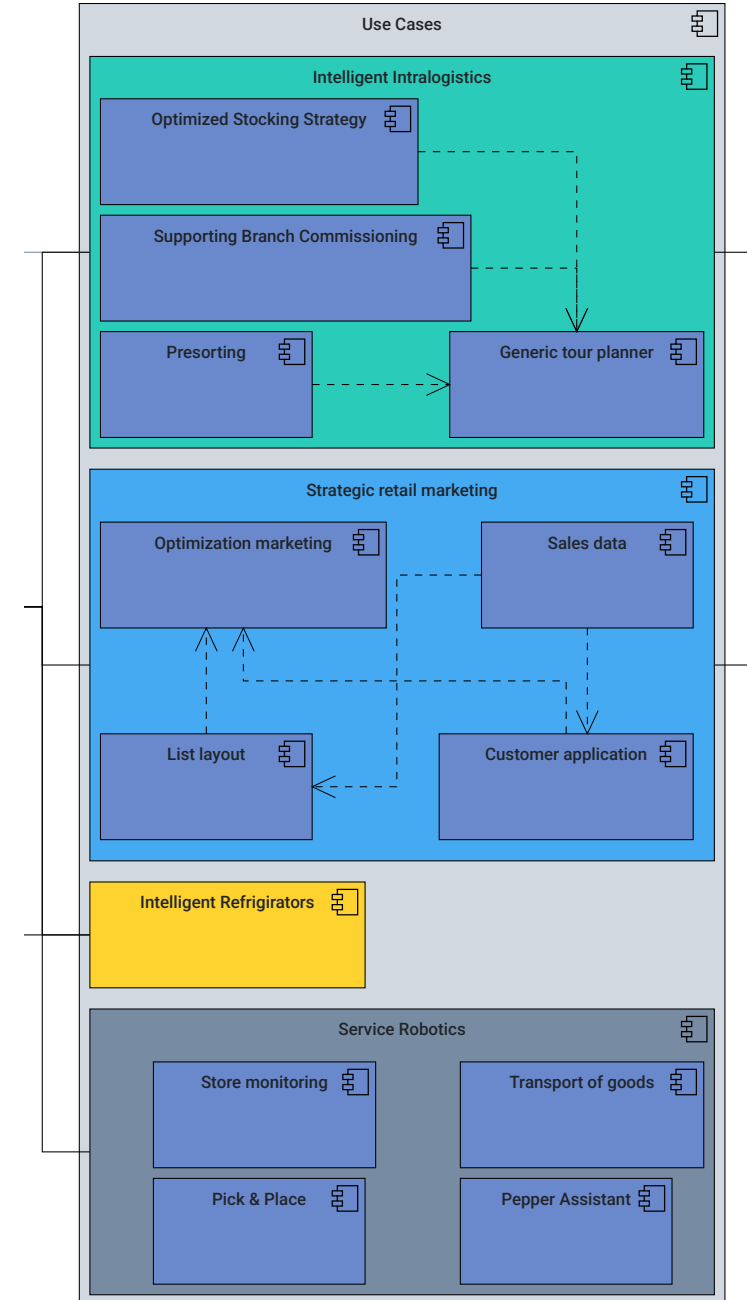 Use Cases
Intelligent Intralogistics
Optimized Stocking Strategy
Supporting Branch Commissioning
Presorting
Generic tour planner
Strategic retail marketing
Optimization marketing
Sales data
List layout
Customer application
Intelligent Refrigirators
Service Robotics
Store monitoring
Transport of goods
Pick & Place
Pepper Assistant